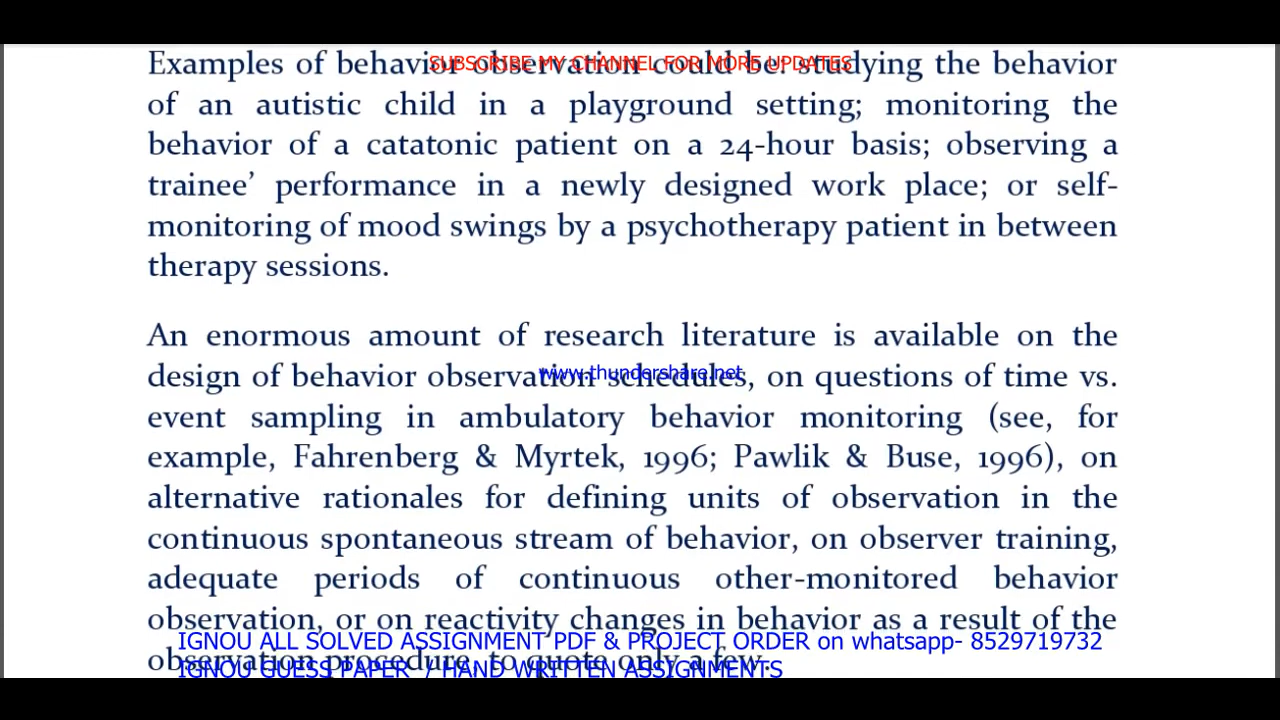 Examples of behavior observation could be: studying the behavior
SUBSCRIBE MY CHANNEL FOR MORE UPDATES
of an autistic child in a playground setting; monitoring the
behavior of a catatonic patient on a 24-hour basis; observing a
trainee’ performance in a newly designed work place; or self-
monitoring of mood swings by a psychotherapy patient in between
therapy sessions.
An enormous amount of research literature is available on the
design of behavior observation schedules, on questions of time vs.
www.thundershare.net
event sampling in ambulatory behavior monitoring (see, for
example, Fahrenberg & Myrtek, 1996; Pawlik & Buse, 1996), on
alternative rationales for defining units of observation in the
continuous spontaneous stream of behavior, on observer training,
adequate periods of continuous other-monitored behavior
observation, or on reactivity changes in behavior as a result of the
IGNOU ALL SOLVED ASSIGNMENT PDF & PROJECT ORDER on whatsapp- 8529719732
observation procedure, to quote only a few.
IGNOU GUESS PAPER / HAND WRITTEN ASSIGNMENTS